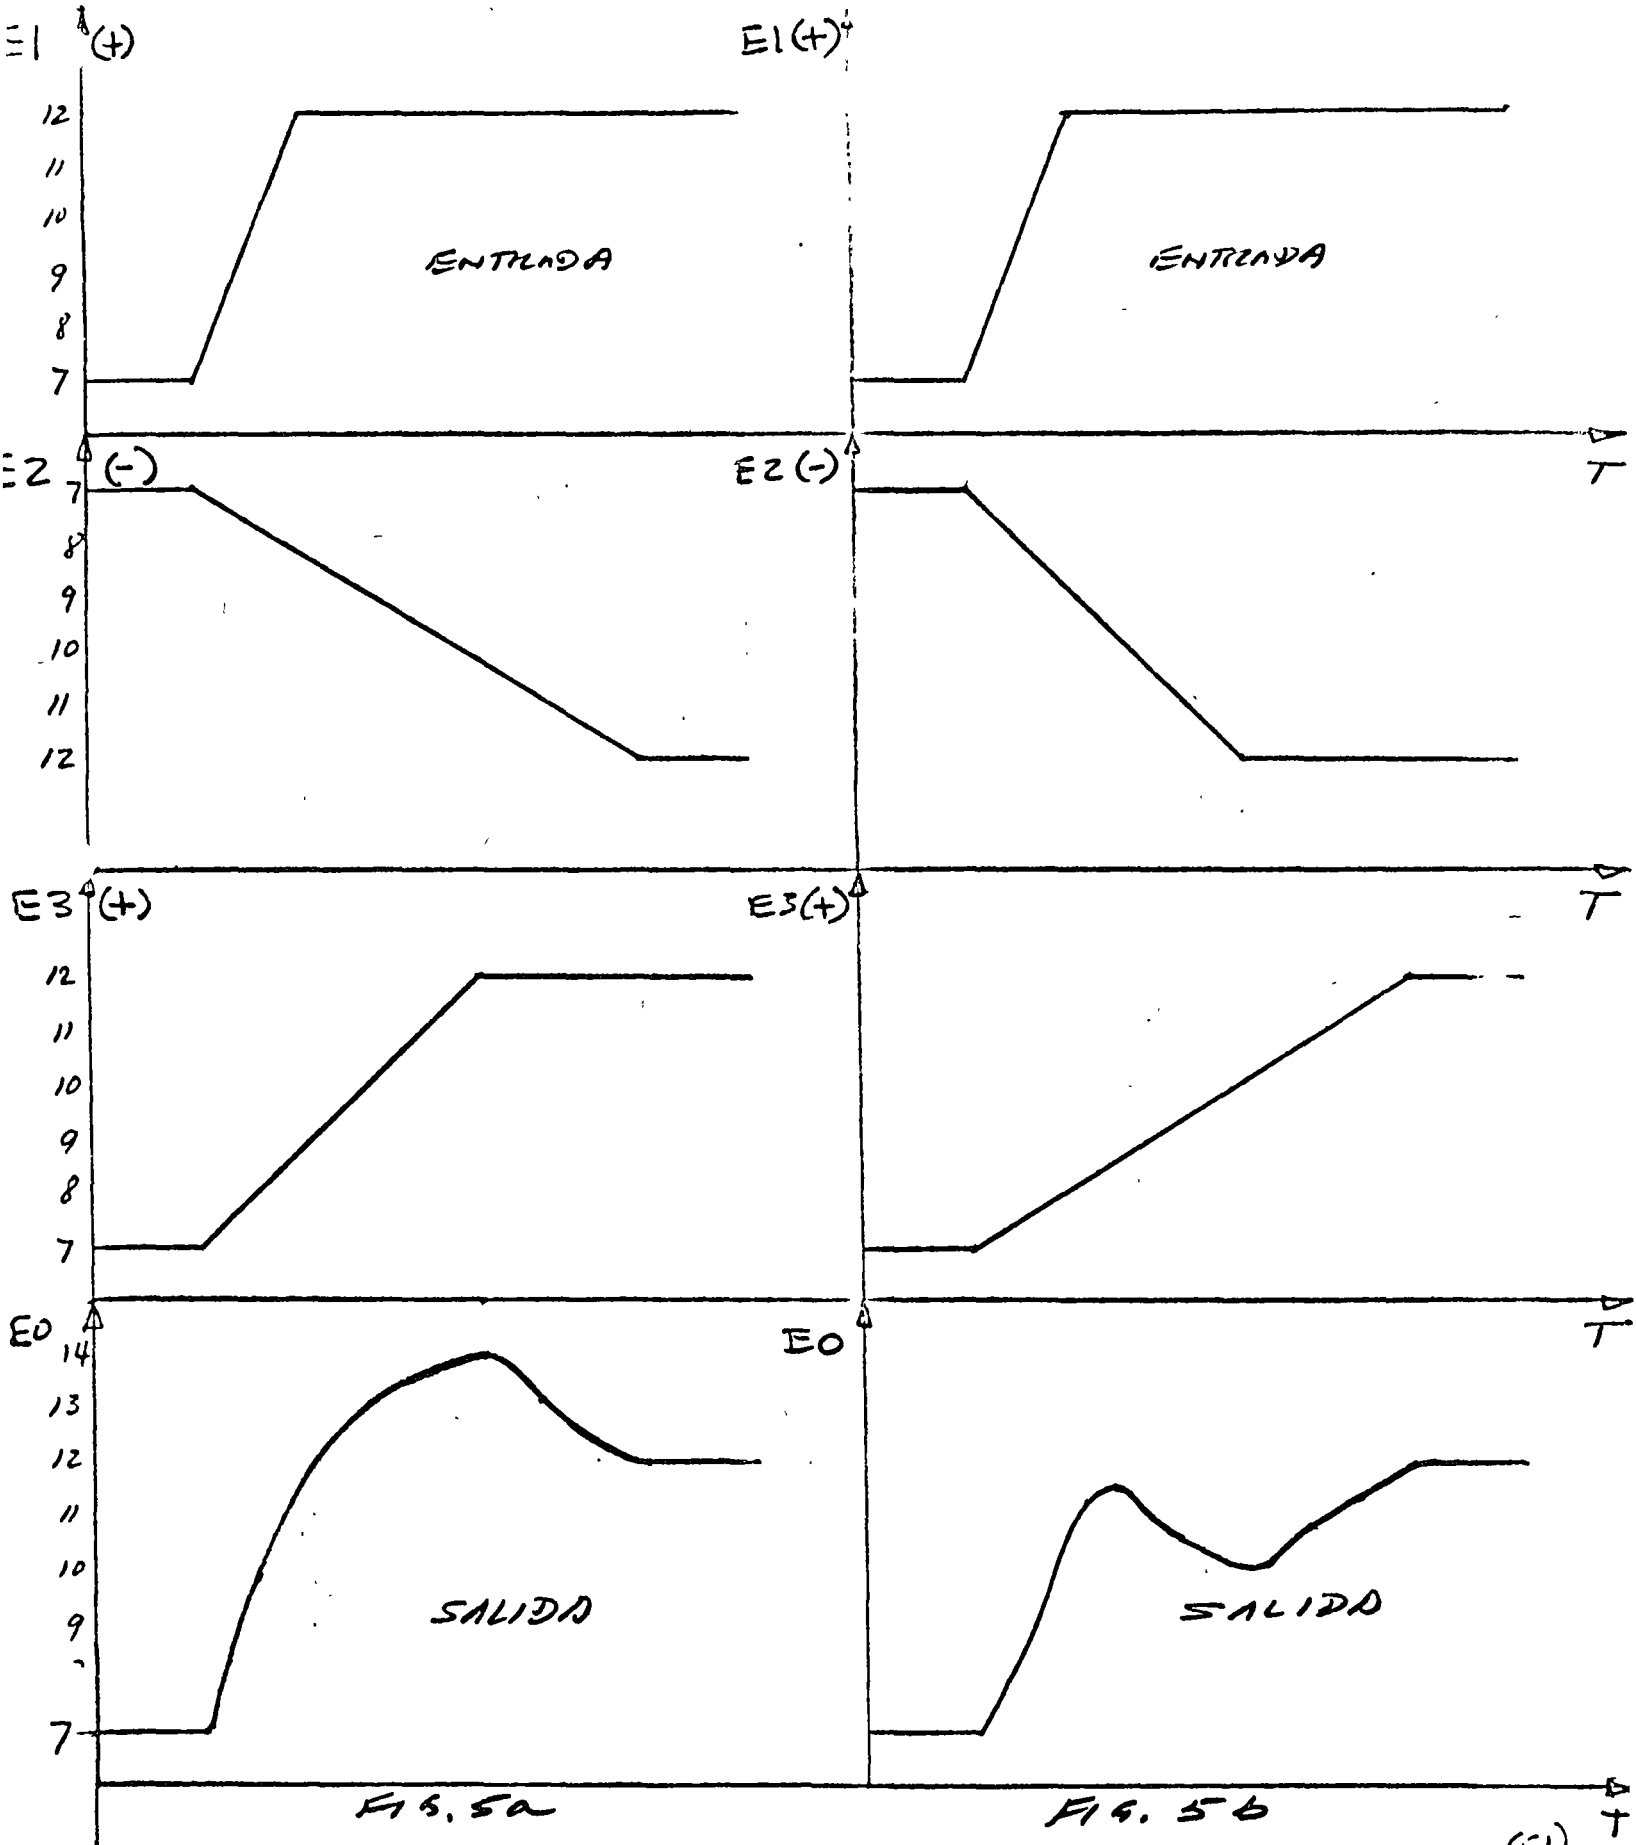 E1 (+)
12
11
10
9
8
7
ENTRADA
E1(+)
ENTRADA
T
E2 (-)
7
8
9
10
11
12
E2(-)
T
E3 (+)
12
11
10
9
8
7
E3(+)
T
E0
14
13
12
11
10
9
7
SALIDA
FIG. 5a
E0
SALIDA
T
FIG. 5b